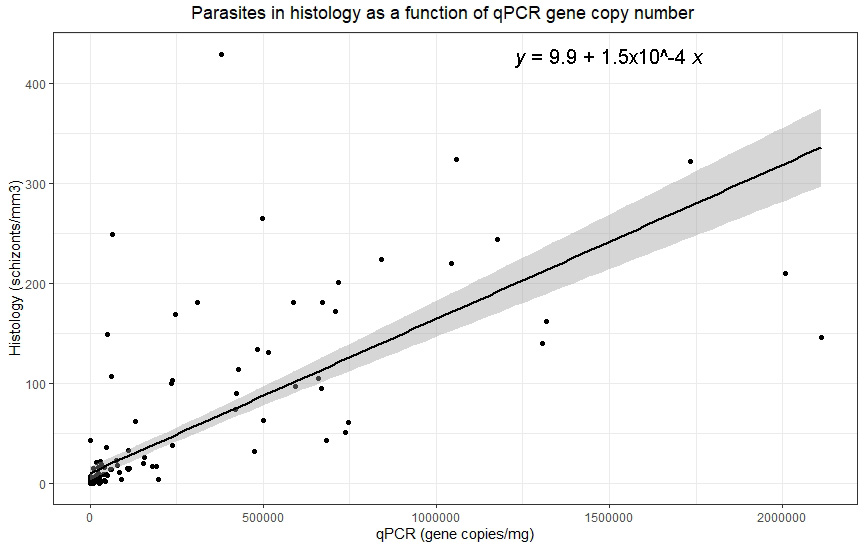 Parasites in histology as a function of qPCR gene copy number
y = 9.9 + 1.5x10^-4 x
Histology (schizonts/mm3)
400
300
200
100
0
0 500000 1000000 1500000 2000000
qPCR (gene copies/mg)